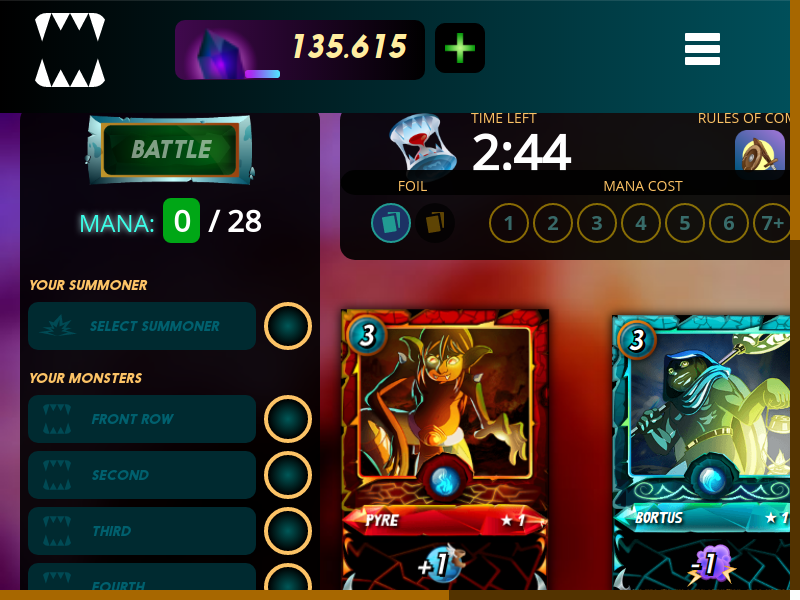 135.615
BATTLE
MANA: 0 / 28
YOUR SUMMONER
SELECT SUMMONER
YOUR MONSTERS
FRONT ROW
SECOND
THIRD
FOURTH
TIME LEFT
2:44
RULES OF COM
FOIL
MANA COST
1 2 3 4 5 6 7+
3
PYRE
★ 1
+1
3
BORTUS
★ 1
-1